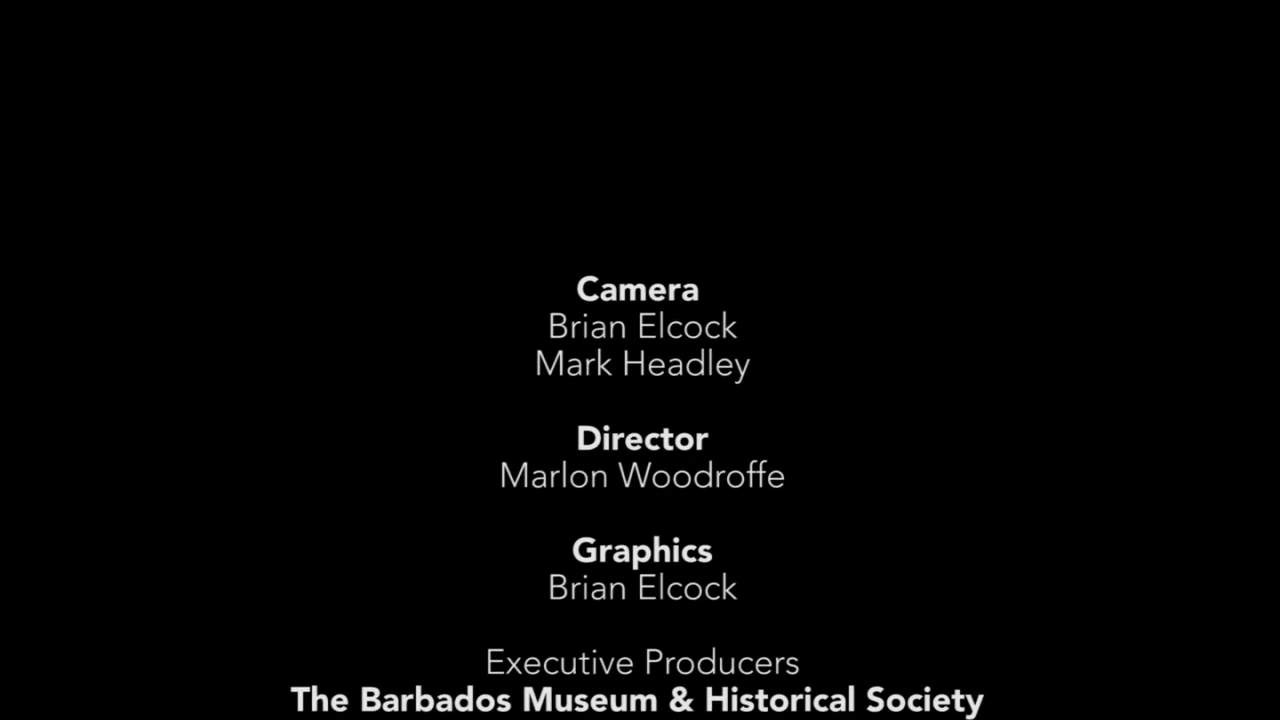 Camera
Brian Elcock
Mark Headley
Director
Marlon Woodroffe
Graphics
Brian Elcock
Executive Producers
The Barbados Museum & Historical Society